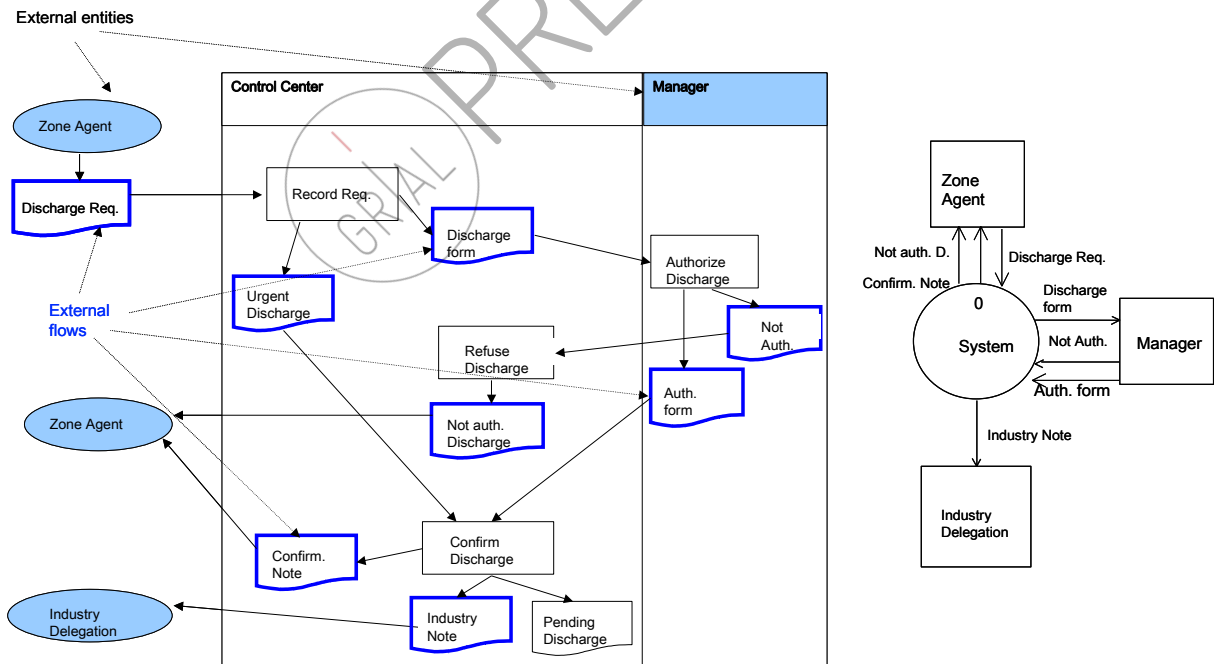 External entities
PRE
Control Center
Manager
Zone Agent
GRIAL
Discharge Req.
Record Req.
Discharge
form
Authorize
Discharge
Urgent
Discharge
External
flows
Not
Auth.
Refuse
Discharge
Auth.
form
Zone Agent
Not auth.
Discharge
Confirm
Discharge
Confirm.
Note
Industry
Delegation
Industry
Note
Pending
Discharge
Zone
Agent
Not auth. D.
Discharge Req.
Confirm. Note
0
System
Discharge
form
Not Auth.
Manager
Auth. form
Industry Note
Industry
Delegation